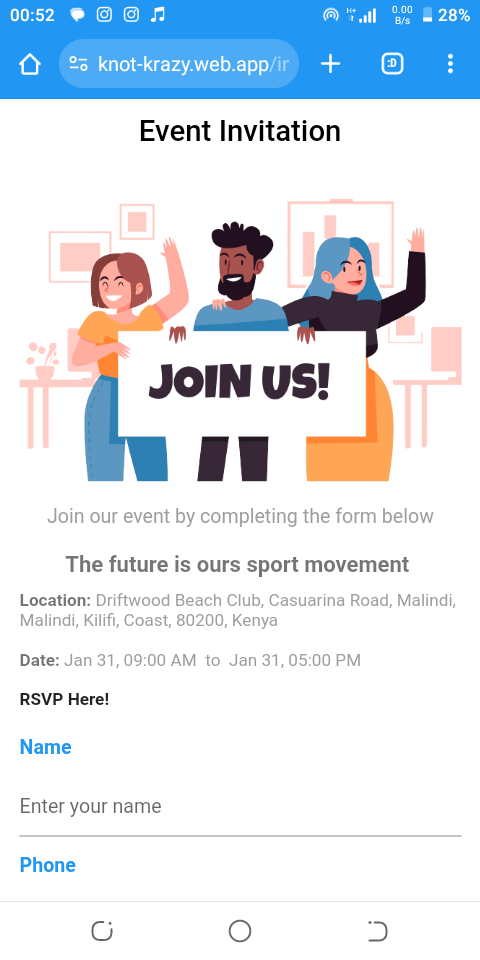 00:52
H+
0.00
B/s
28%
knot-krazy.web.app/ir
:D
Event Invitation
JOIN US!
Join our event by completing the form below
The future is ours sport movement
Location: Driftwood Beach Club, Casuarina Road, Malindi,
Malindi, Kilifi, Coast, 80200, Kenya
Date: Jan 31, 09:00 AM  to  Jan 31, 05:00 PM
RSVP Here!
Name
Enter your name
Phone